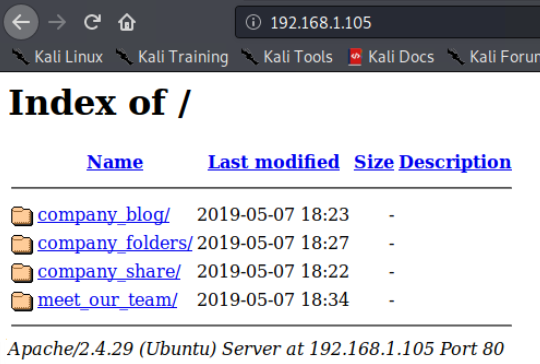 192.168.1.105
Kali Linux Kali Training Kali Tools Kali Docs Kali Forum
Index of /
Name Last modified Size Description
company_blog/ 2019-05-07 18:23 -
company_folders/ 2019-05-07 18:27 -
company_share/ 2019-05-07 18:22 -
meet_our_team/ 2019-05-07 18:34 -
Apache/2.4.29 (Ubuntu) Server at 192.168.1.105 Port 80